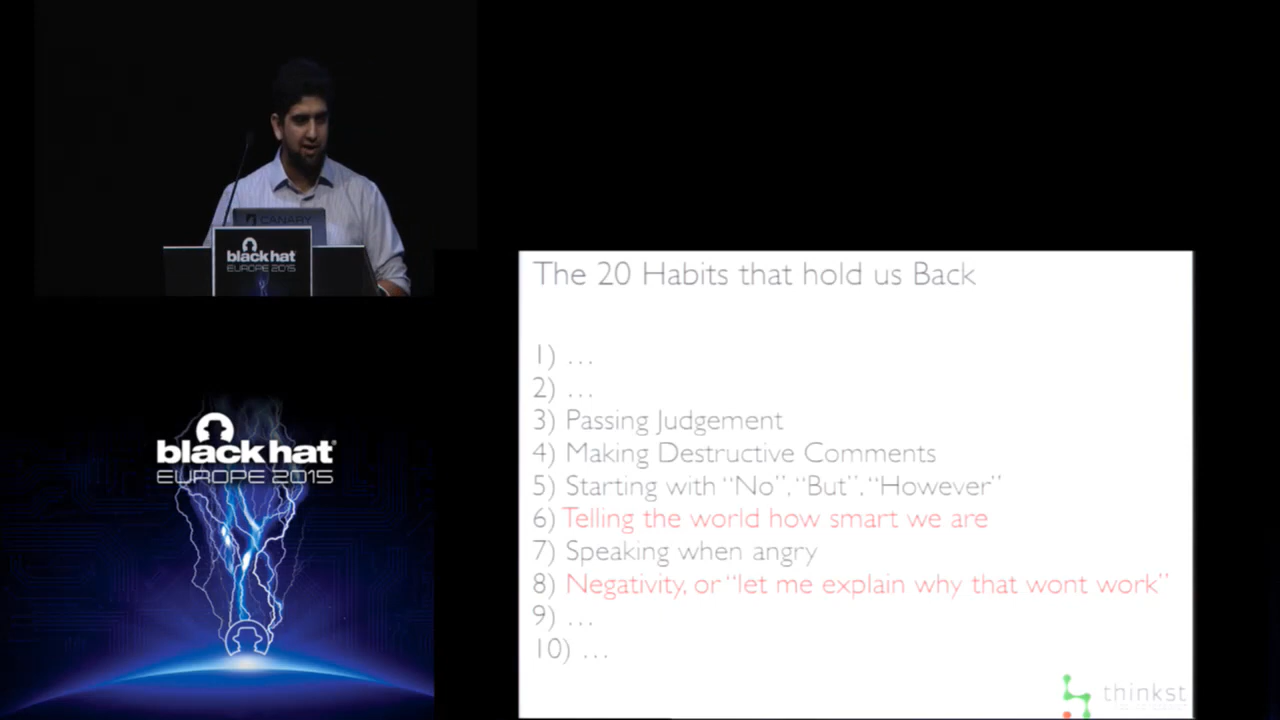 CANARY
black hat
EUROPE 2015
black hat
EUROPE 2015
The 20 Habits that hold us Back
1) ...
2) ...
3) Passing Judgement
4) Making Destructive Comments
5) Starting with "No", "But", "However"
6) Telling the world how smart we are
7) Speaking when angry
8) Negativity, or "let me explain why that wont work"
9) ...
10) ...
thinkst